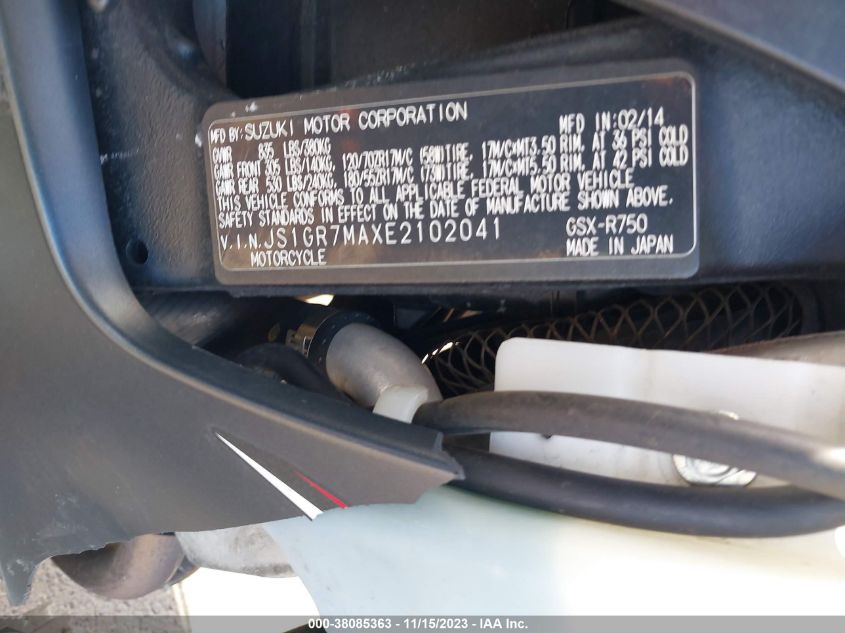 MFD BY: SUZUKI MOTOR CORPORATION MFD IN: 02/14
GVWR 835 LBS/380KG
GAWR FRONT 305 LBS/140KG, 120/70ZR17M/C (58W)TIRE, 17M/C×MT3.50 RIM. AT 36 PSI COLD
GAWR REAR 530 LBS/240KG, 180/55ZR17M/C (73W)TIRE, 17M/C×MT5.50 RIM. AT 42 PSI COLD
THIS VEHICLE CONFORMS TO ALL APPLICABLE FEDERAL MOTOR VEHICLE
SAFETY STANDARDS IN EFFECT ON THE DATE OF MANUFACTURE SHOWN ABOVE.
V.I.N. JS1GR7MAXE2102041 GSX-R750
MOTORCYCLE MADE IN JAPAN
000-38085363 - 11/15/2023 - IAA Inc.